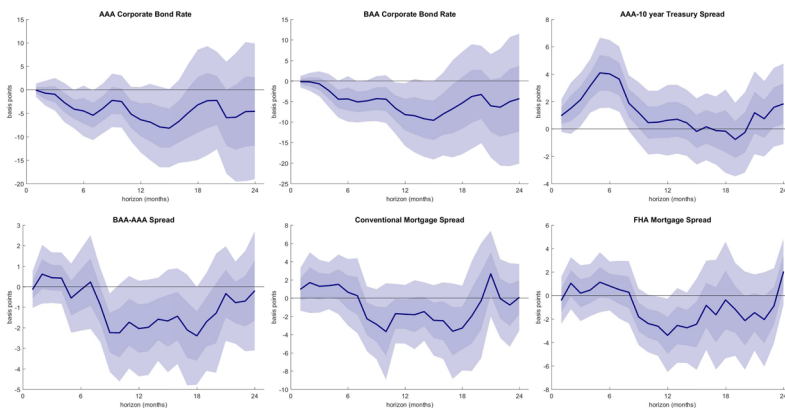 AAA Corporate Bond Rate
BAA Corporate Bond Rate
AAA-10 year Treasury Spread
basis points
15
10
5
0
-5
-10
-15
-20
0 6 12 18 24
horizon (months)
basis points
15
10
5
0
-5
-10
-15
-20
-25
0 6 12 18 24
horizon (months)
basis points
8
6
4
2
0
-2
-4
0 6 12 18 24
horizon (months)
BAA-AAA Spread
Conventional Mortgage Spread
FHA Mortgage Spread
basis points
3
2
1
0
-1
-2
-3
-4
-5
0 6 12 18 24
horizon (months)
basis points
8
6
4
2
0
-2
-4
-6
-8
-10
0 6 12 18 24
horizon (months)
basis points
6
4
2
0
-2
-4
-6
-8
0 6 12 18 24
horizon (months)